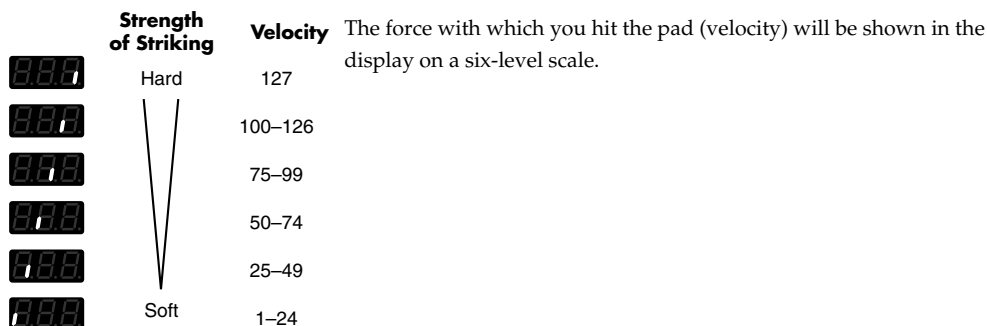 Strength
of Striking
Velocity
The force with which you hit the pad (velocity) will be shown in the
display on a six-level scale.
Hard
127
100–126
75–99
50–74
25–49
Soft
1–24